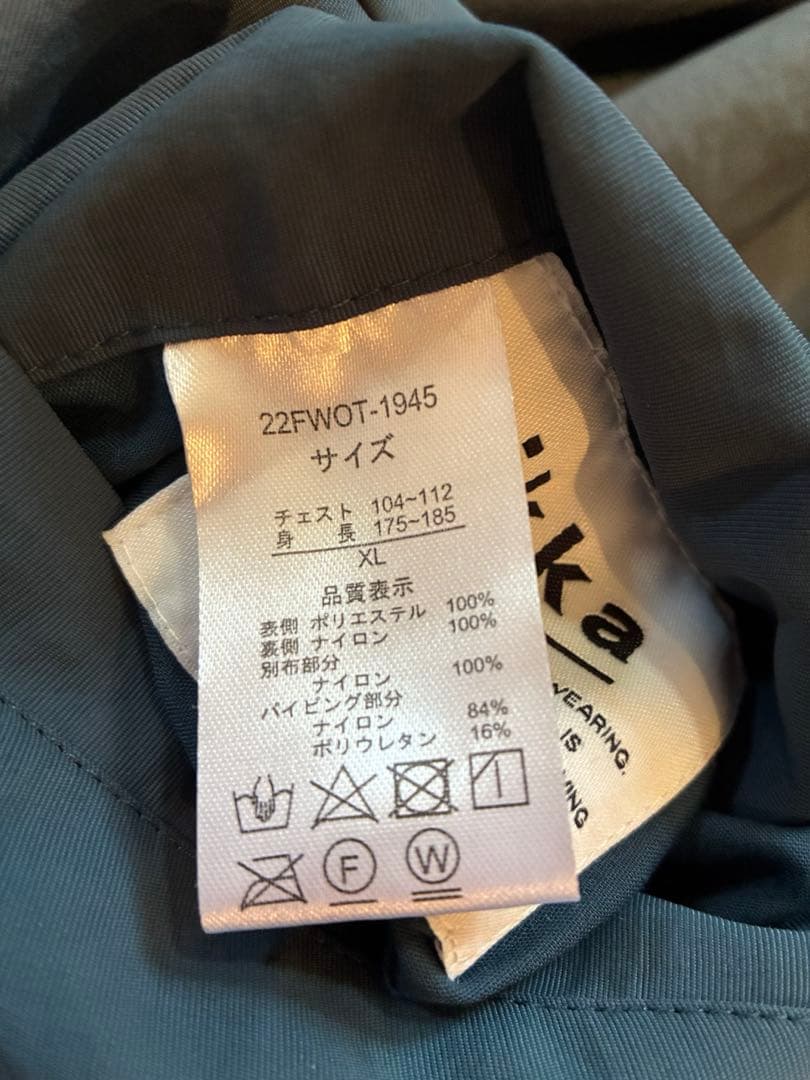 22FWOT-1945
サイズ
チェスト 104~112
身 長 175~185
XL
品質表示
表側 ポリエステル 100%
裏側 ナイロン 100%
別布部分
ナイロン 100%
パイピング部分
ナイロン 84%
ポリウレタン 16%
F
W
kka
WEARING.
IS